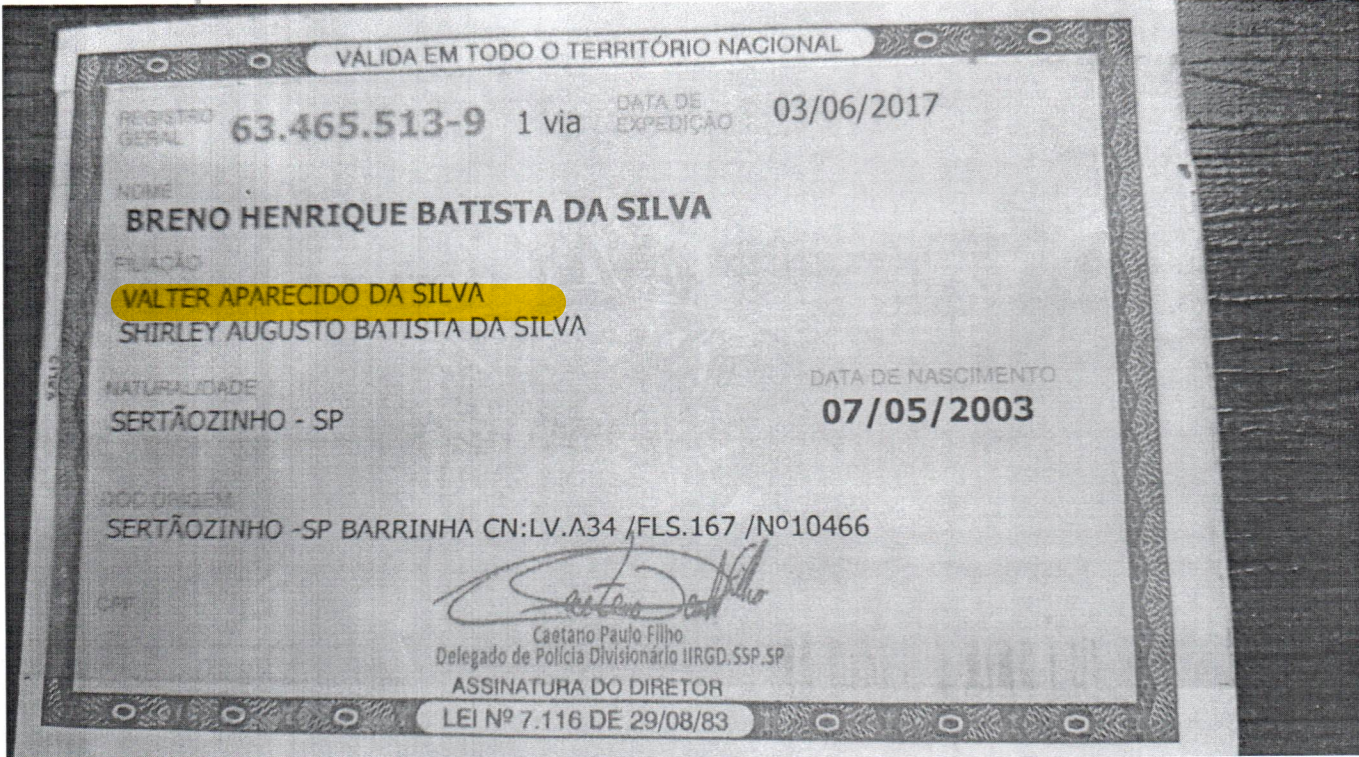 VÁLIDA EM TODO O TERRITÓRIO NACIONAL
REGISTRO GERAL 63.465.513-9 1 via DATA DE EXPEDIÇÃO 03/06/2017
NOME
BRENO HENRIQUE BATISTA DA SILVA
FILIAÇÃO
VALTER APARECIDO DA SILVA
SHIRLEY AUGUSTO BATISTA DA SILVA
NATURALIDADE DATA DE NASCIMENTO
SERTÃOZINHO - SP 07/05/2003
DOC ORIGEM
SERTÃOZINHO -SP BARRINHA CN:LV.A34 /FLS.167 /Nº10466
CPF
Caetano Paulo Filho
Delegado de Polícia Divisionário IIRGD.SSP.SP
ASSINATURA DO DIRETOR
LEI Nº 7.116 DE 29/08/83